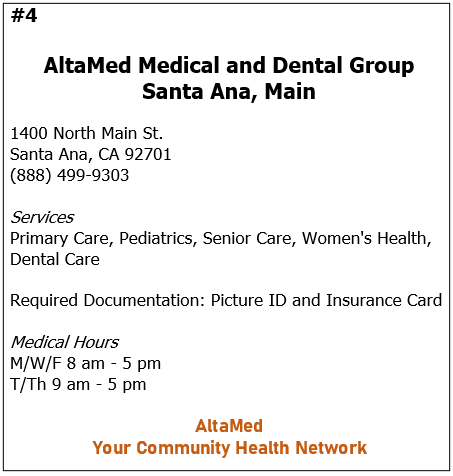 #4
AltaMed Medical and Dental Group
Santa Ana, Main
1400 North Main St.
Santa Ana, CA 92701
(888) 499-9303
Services
Primary Care, Pediatrics, Senior Care, Women's Health,
Dental Care
Required Documentation: Picture ID and Insurance Card
Medical Hours
M/W/F 8 am - 5 pm
T/Th 9 am - 5 pm
AltaMed
Your Community Health Network